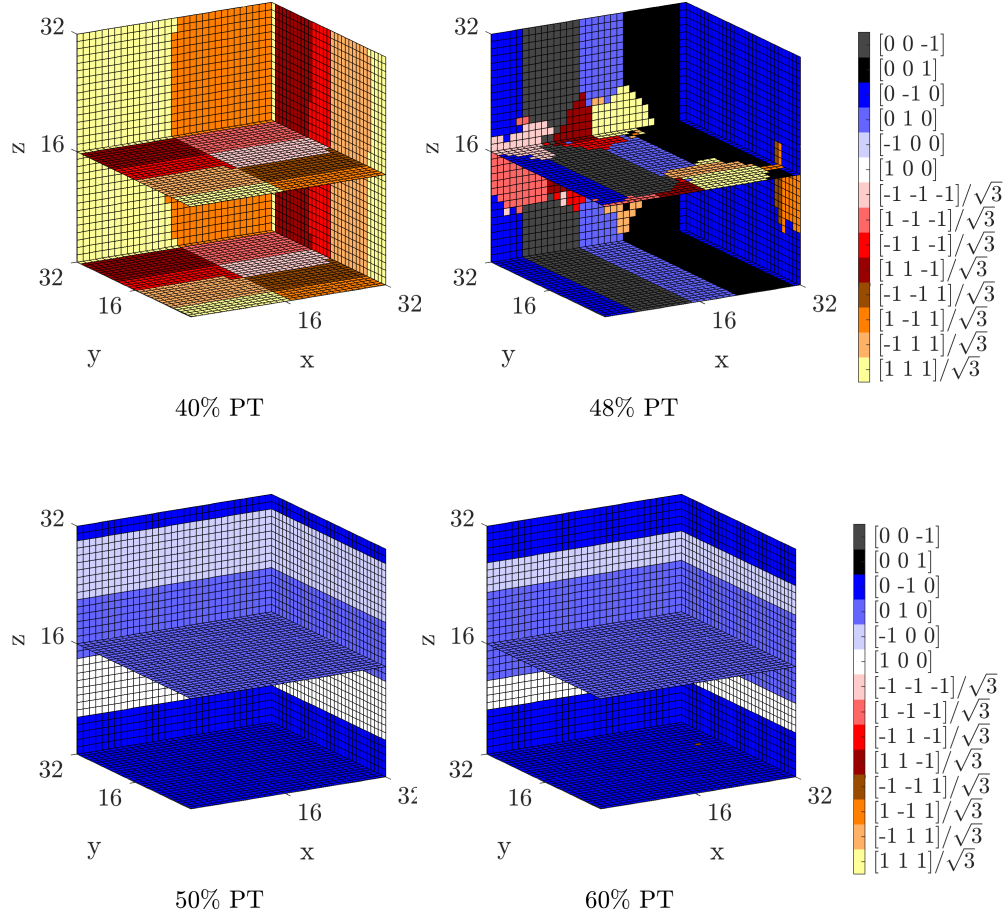 32
z
16
32
16
y
16
32
x
40% PT
32
z
16
32
16
y
16
32
x
48% PT
[0 0 -1]
[0 0 1]
[0 -1 0]
[0 1 0]
[-1 0 0]
[1 0 0]
[-1 -1 -1]/√3
[1 -1 -1]/√3
[-1 1 -1]/√3
[1 1 -1]/√3
[-1 -1 1]/√3
[1 -1 1]/√3
[-1 1 1]/√3
[1 1 1]/√3
32
z
16
32
16
y
16
32
x
50% PT
32
z
16
32
16
y
16
32
x
60% PT
[0 0 -1]
[0 0 1]
[0 -1 0]
[0 1 0]
[-1 0 0]
[1 0 0]
[-1 -1 -1]/√3
[1 -1 -1]/√3
[-1 1 -1]/√3
[1 1 -1]/√3
[-1 -1 1]/√3
[1 -1 1]/√3
[-1 1 1]/√3
[1 1 1]/√3